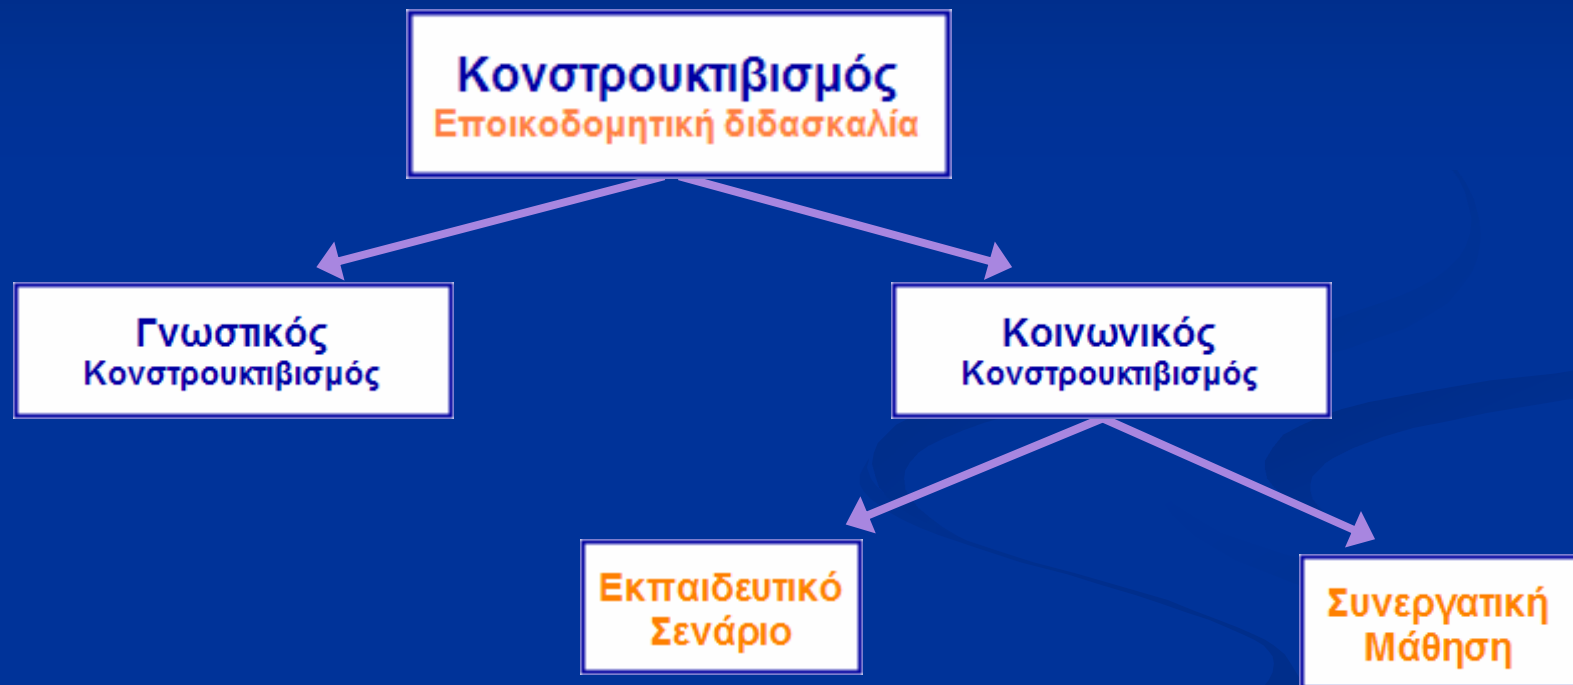 Κονστρουκτιβισμός
Εποικοδομητική διδασκαλία
Γνωστικός
Κονστρουκτιβισμός
Κοινωνικός
Κονστρουκτιβισμός
Εκπαιδευτικό
Σενάριο
Συνεργατική
Μάθηση